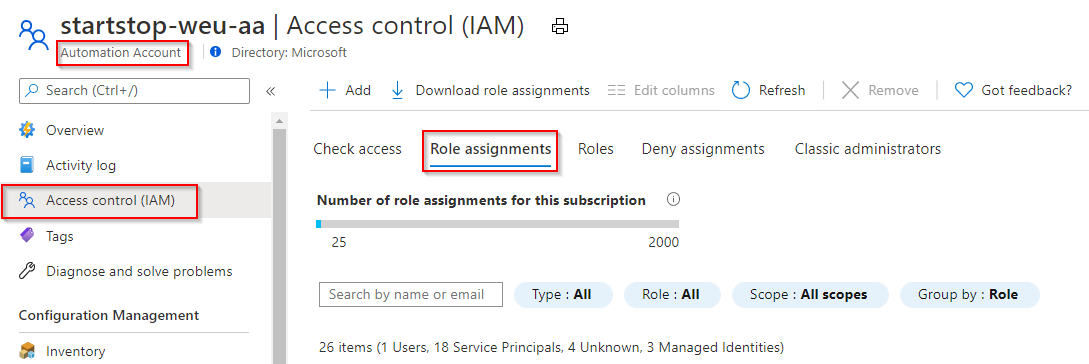 startstop-weu-aa | Access control (IAM)
Automation Account | Directory: Microsoft
Search (Ctrl+/)
Overview
Activity log
Access control (IAM)
Tags
Diagnose and solve problems
Configuration Management
Inventory
Add Download role assignments Edit columns Refresh Remove Got feedback?
Check access Role assignments Roles Deny assignments Classic administrators
Number of role assignments for this subscription
25 2000
Search by name or email Type : All Role : All Scope : All scopes Group by : Role
26 items (1 Users, 18 Service Principals, 4 Unknown, 3 Managed Identities)